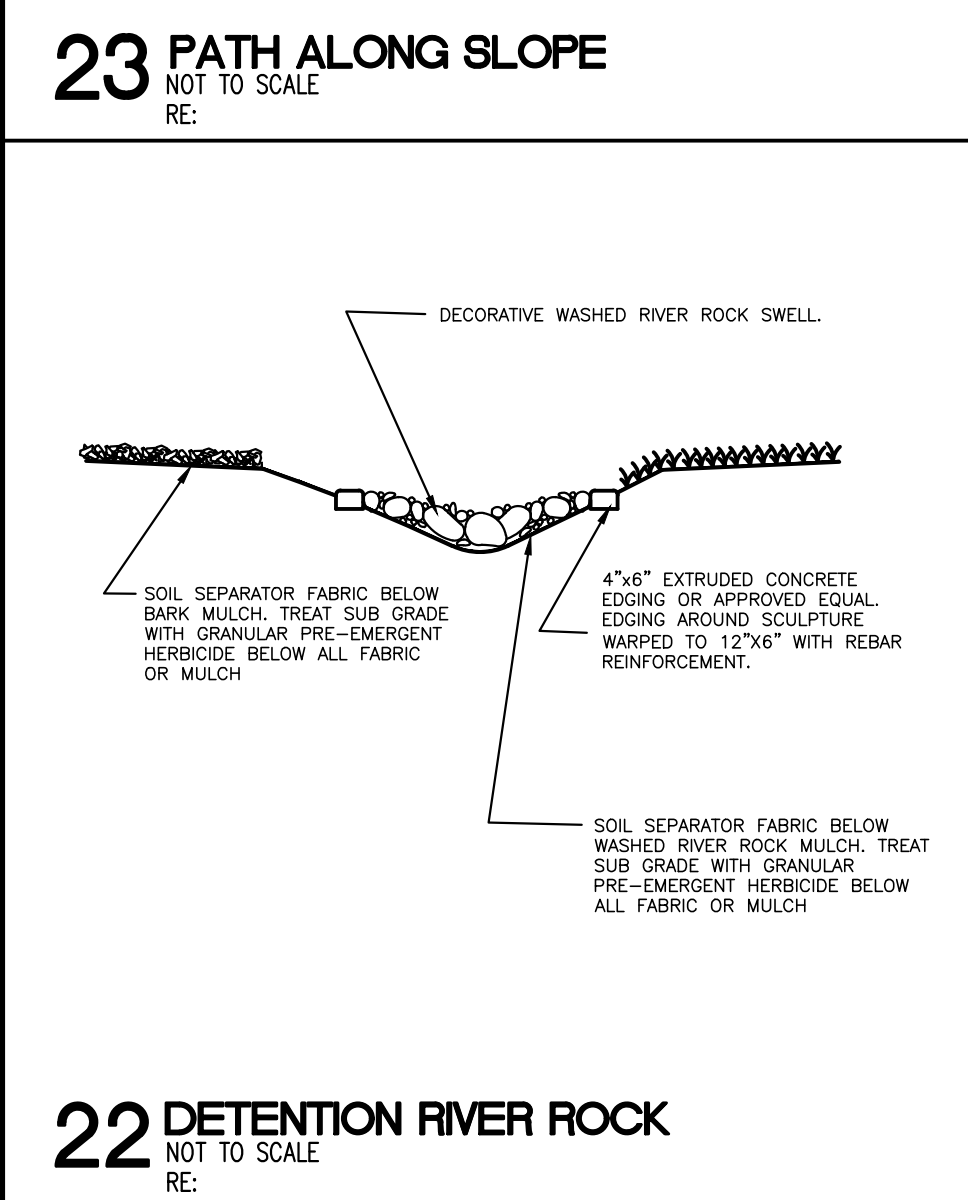 23 PATH ALONG SLOPE
NOT TO SCALE
RE:
DECORATIVE WASHED RIVER ROCK SWELL.
SOIL SEPARATOR FABRIC BELOW
BARK MULCH. TREAT SUB GRADE
WITH GRANULAR PRE-EMERGENT
HERBICIDE BELOW ALL FABRIC
OR MULCH
4"x6" EXTRUDED CONCRETE
EDGING OR APPROVED EQUAL.
EDGING AROUND SCULPTURE
WARPED TO 12"X6" WITH REBAR
REINFORCEMENT.
SOIL SEPARATOR FABRIC BELOW
WASHED RIVER ROCK MULCH. TREAT
SUB GRADE WITH GRANULAR
PRE-EMERGENT HERBICIDE BELOW
ALL FABRIC OR MULCH
22 DETENTION RIVER ROCK
NOT TO SCALE
RE: